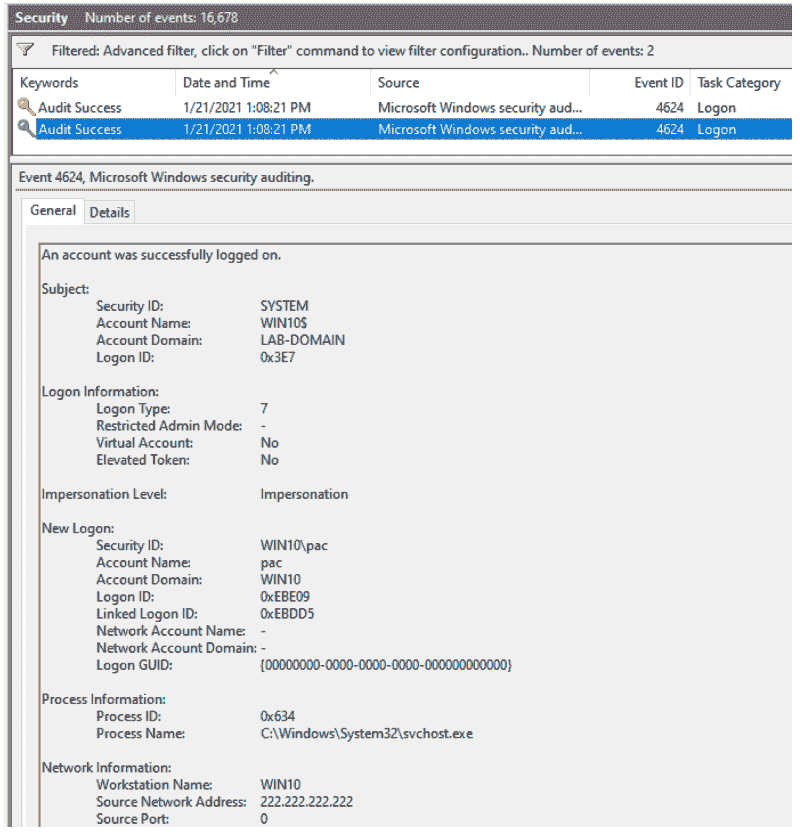 Security Number of events: 16,678
Filtered: Advanced filter, click on "Filter" command to view filter configuration.. Number of events: 2
Keywords Date and Time Source Event ID Task Category
Audit Success 1/21/2021 1:08:21 PM Microsoft Windows security aud... 4624 Logon
Audit Success 1/21/2021 1:08:21 PM Microsoft Windows security aud... 4624 Logon
Event 4624, Microsoft Windows security auditing.
General Details
An account was successfully logged on.
Subject:
Security ID: SYSTEM
Account Name: WIN10$
Account Domain: LAB-DOMAIN
Logon ID: 0x3E7
Logon Information:
Logon Type: 7
Restricted Admin Mode: -
Virtual Account: No
Elevated Token: No
Impersonation Level: Impersonation
New Logon:
Security ID: WIN10\pac
Account Name: pac
Account Domain: WIN10
Logon ID: 0xEBE09
Linked Logon ID: 0xEBDD5
Network Account Name: -
Network Account Domain: -
Logon GUID: {00000000-0000-0000-0000-000000000000}
Process Information:
Process ID: 0x634
Process Name: C:\Windows\System32\svchost.exe
Network Information:
Workstation Name: WIN10
Source Network Address: 222.222.222.222
Source Port: 0